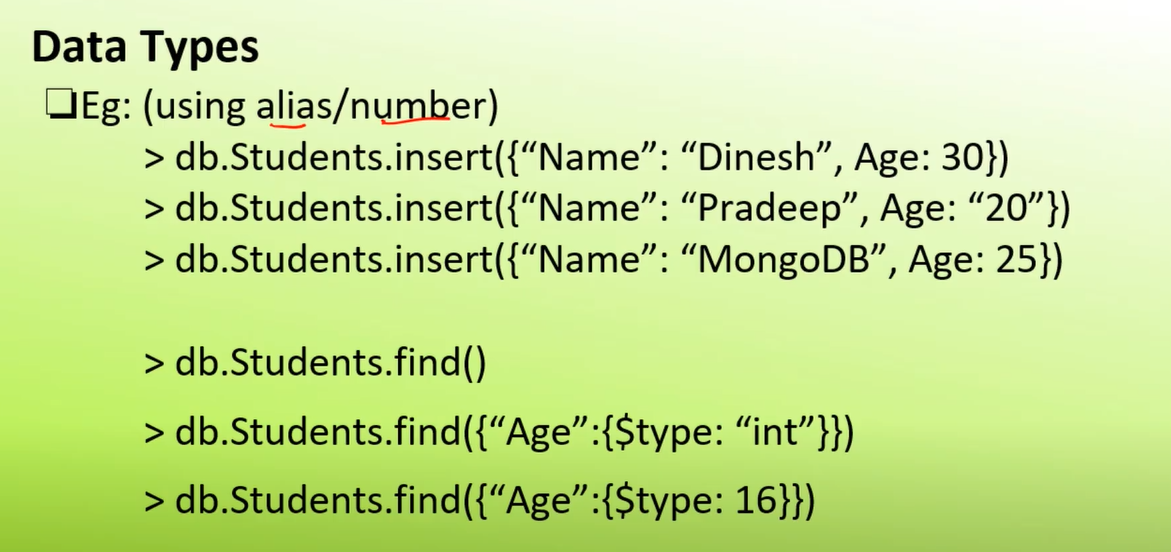 Data Types
❑Eg: (using alias/number)
> db.Students.insert({“Name”: “Dinesh”, Age: 30})
> db.Students.insert({“Name”: “Pradeep”, Age: “20”})
> db.Students.insert({“Name”: “MongoDB”, Age: 25})
> db.Students.find()
> db.Students.find({“Age”:{$type: “int”}})
> db.Students.find({“Age”:{$type: 16}})